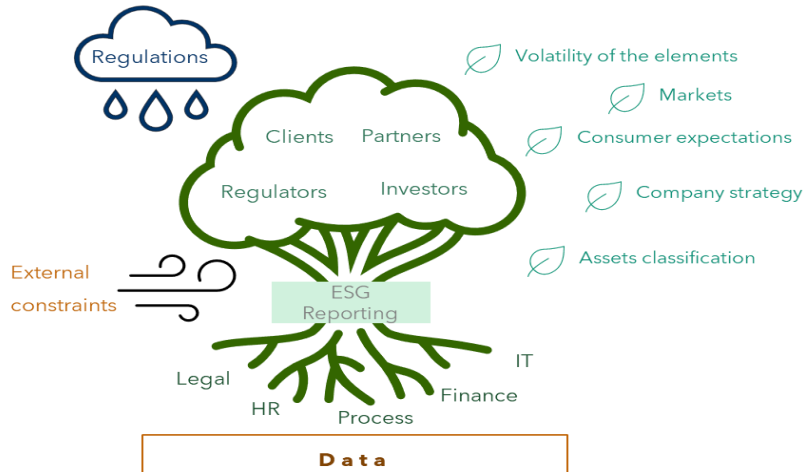 Regulations
Volatility of the elements
Markets
Clients Partners
Consumer expectations
Regulators Investors
Company strategy
Assets classification
External
constraints
ESG
Reporting
IT
Legal
Finance
HR
Process
Data